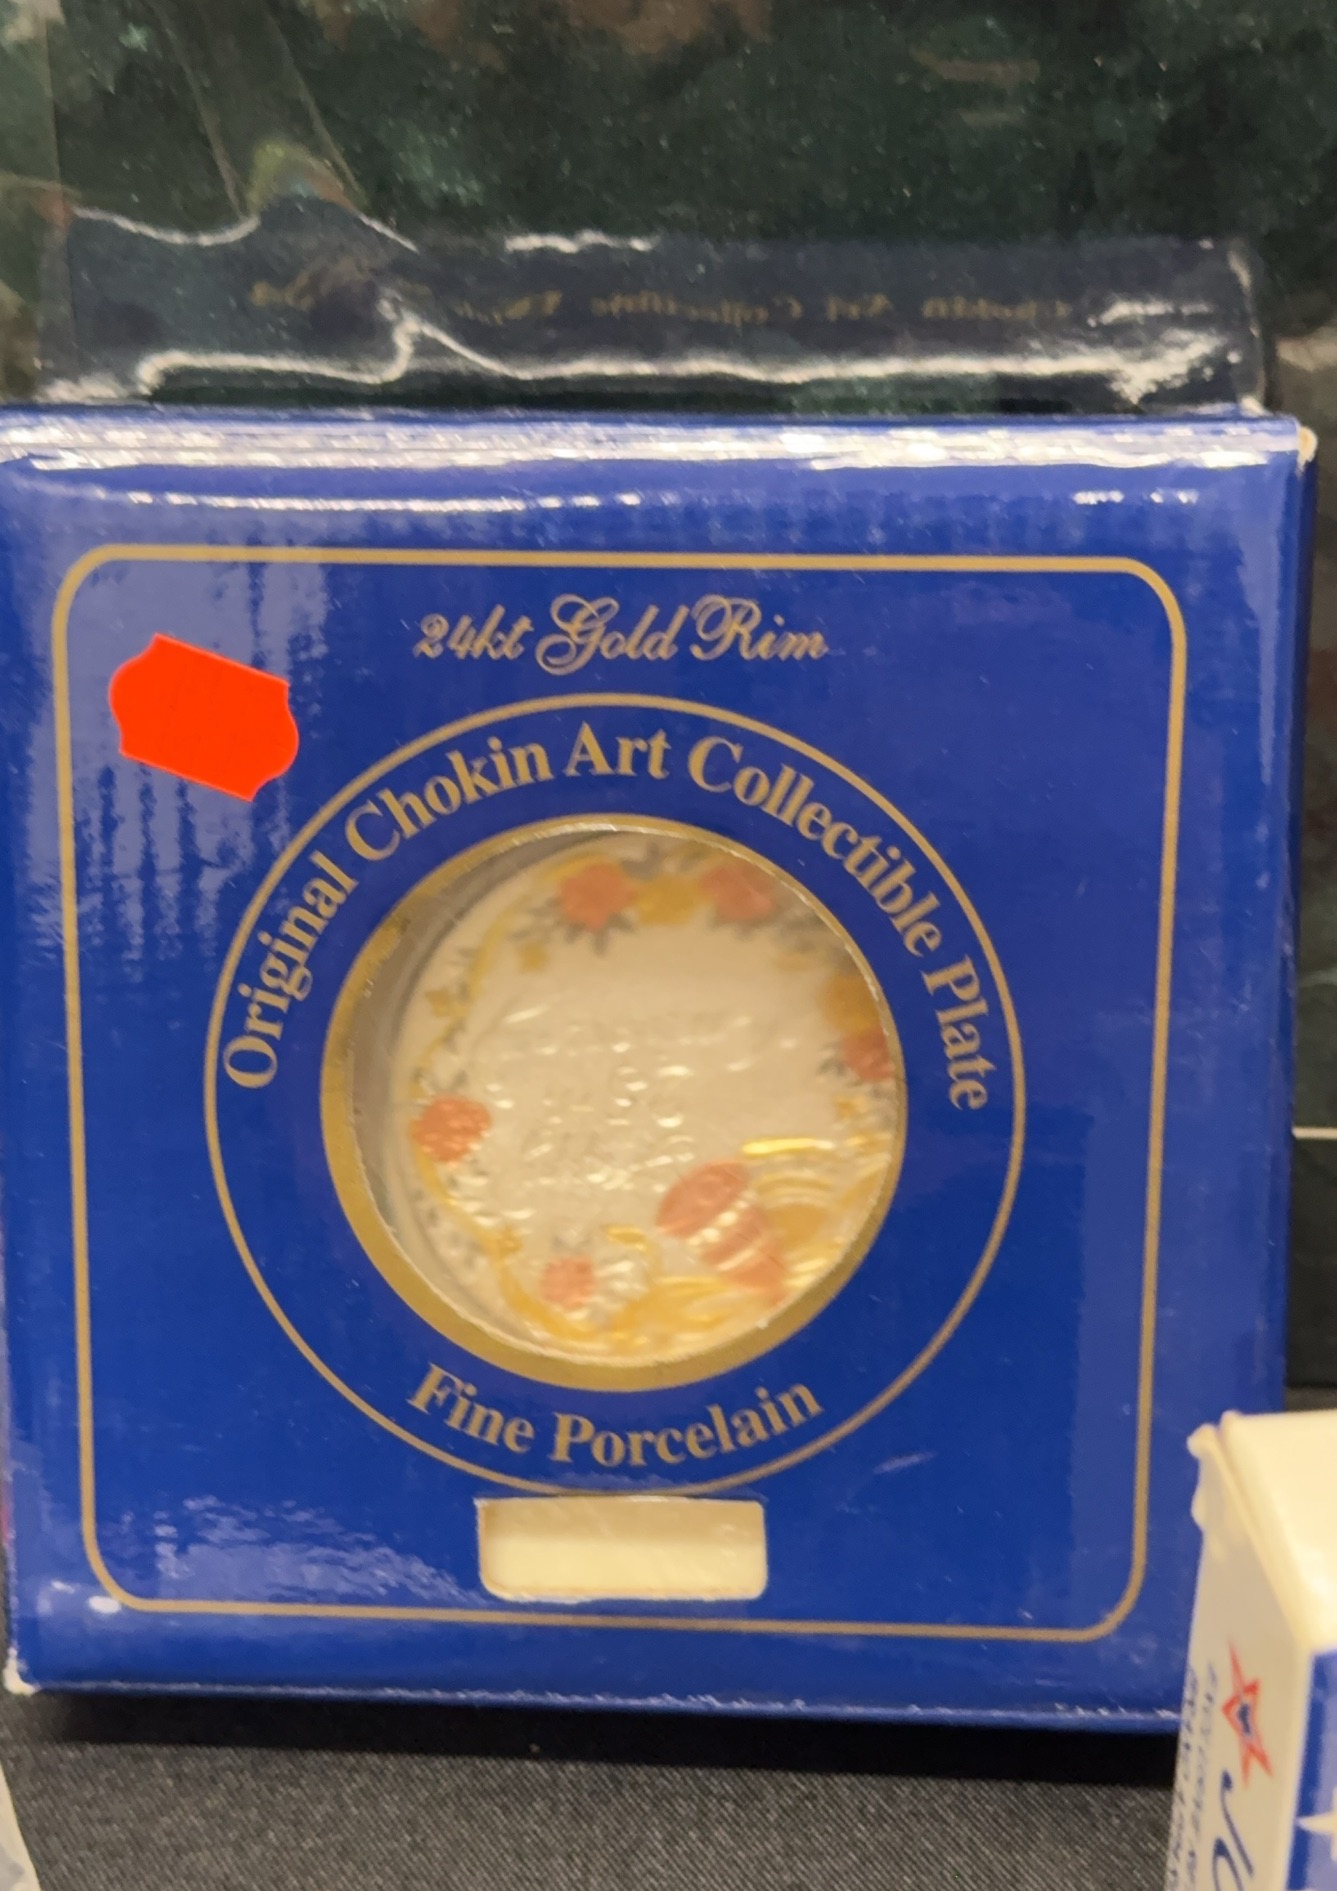 24kt Gold Rim
Original Chokin Art Collectible Plate
Fine Porcelain